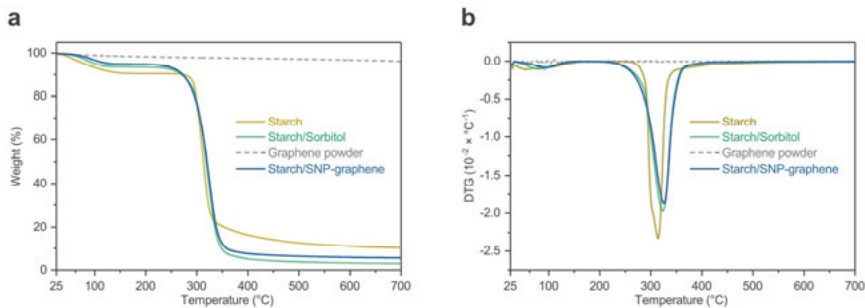 a
100
80
60
40
20
0
Weight (%)
Starch
Starch/Sorbitol
Graphene powder
Starch/SNP-graphene
25
100
200
300
400
500
600
700
Temperature (°C)
b
0.0
-0.5
-1.0
-1.5
-2.0
-2.5
DTG (10⁻² × °C⁻¹)
Starch
Starch/Sorbitol
Graphene powder
Starch/SNP-graphene
25
100
200
300
400
500
600
700
Temperature (°C)